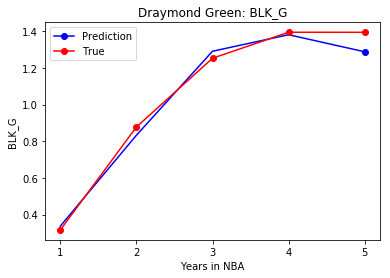 Draymond Green: BLK_G
Prediction
True
BLK_G
1.4
1.2
1.0
0.8
0.6
0.4
1 2 3 4 5
Years in NBA